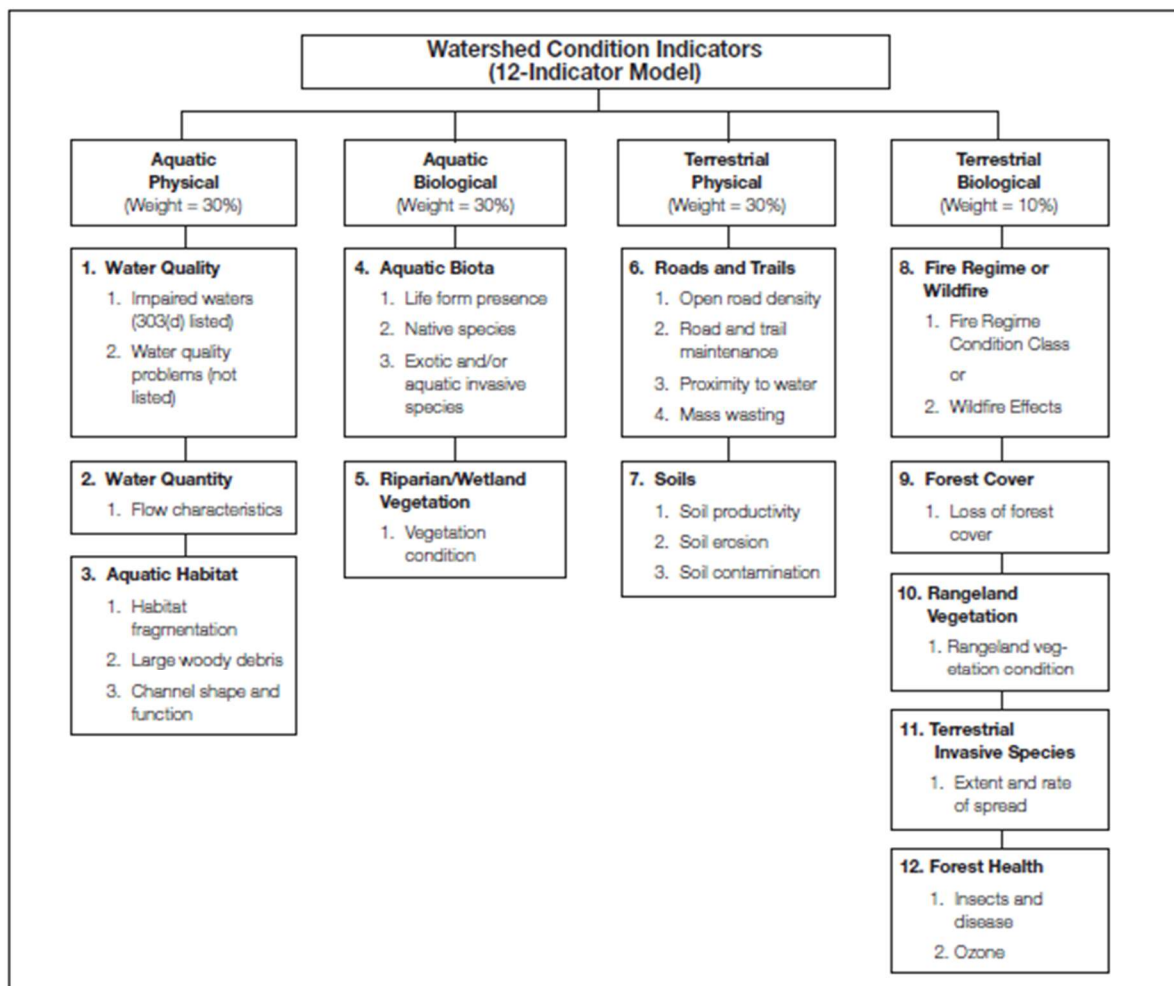 Watershed Condition Indicators
(12-Indicator Model)
Aquatic
Physical
(Weight = 30%)
Aquatic
Biological
(Weight = 30%)
Terrestrial
Physical
(Weight = 30%)
Terrestrial
Biological
(Weight = 10%)
1. Water Quality
1. Impaired waters
(303(d) listed)
2. Water quality
problems (not
listed)
2. Water Quantity
1. Flow characteristics
3. Aquatic Habitat
1. Habitat
fragmentation
2. Large woody debris
3. Channel shape and
function
4. Aquatic Biota
1. Life form presence
2. Native species
3. Exotic and/or
aquatic invasive
species
5. Riparian/Wetland
Vegetation
1. Vegetation
condition
6. Roads and Trails
1. Open road density
2. Road and trail
maintenance
3. Proximity to water
4. Mass wasting
7. Soils
1. Soil productivity
2. Soil erosion
3. Soil contamination
8. Fire Regime or
Wildfire
1. Fire Regime
Condition Class
or
2. Wildfire Effects
9. Forest Cover
1. Loss of forest
cover
10. Rangeland
Vegetation
1. Rangeland veg-
etation condition
11. Terrestrial
Invasive Species
1. Extent and rate
of spread
12. Forest Health
1. Insects and
disease
2. Ozone